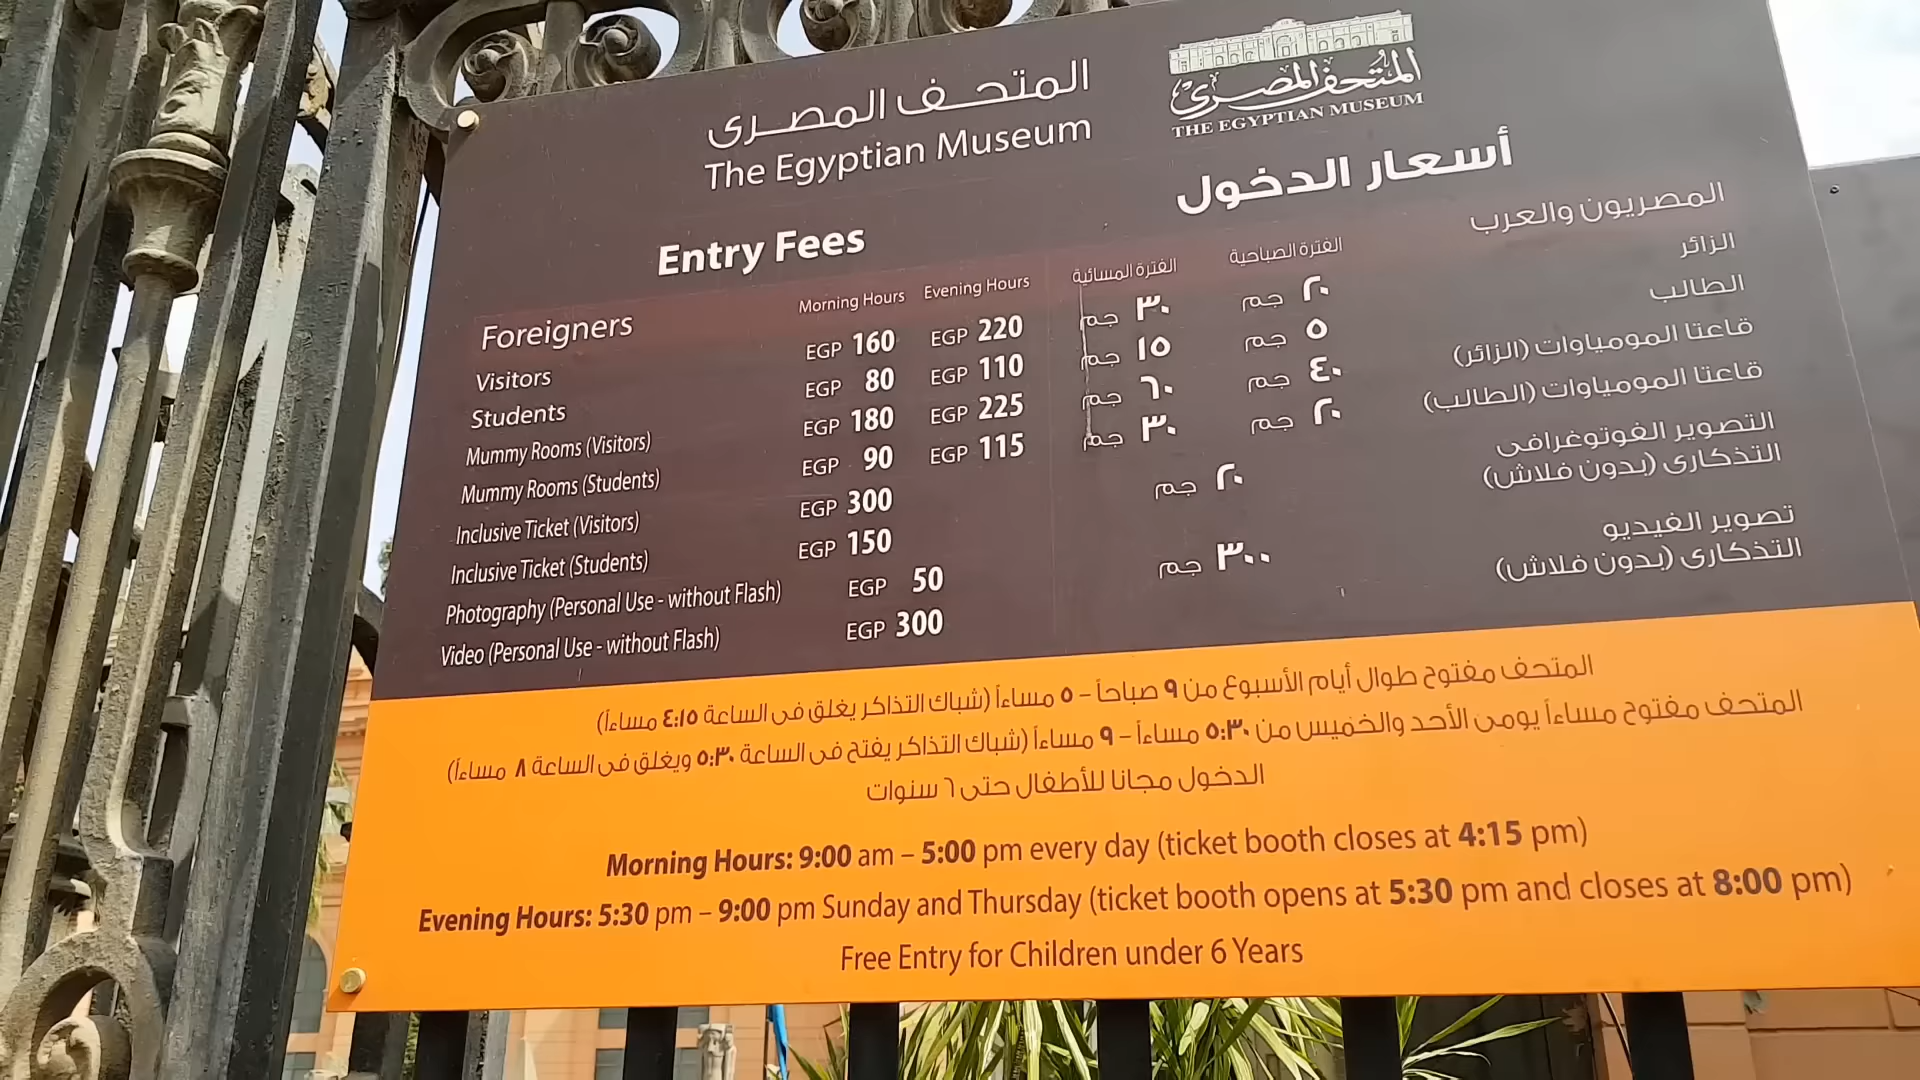 المتحف المصرى
The Egyptian Museum
المتحف المصرى
THE EGYPTIAN MUSEUM
Entry Fees
أسعار الدخول
Foreigners Morning Hours Evening Hours
Visitors EGP 160 EGP 220
Students EGP 80 EGP 110
Mummy Rooms (Visitors) EGP 180 EGP 225
Mummy Rooms (Students) EGP 90 EGP 115
Inclusive Ticket (Visitors) EGP 300
Inclusive Ticket (Students) EGP 150
Photography (Personal Use - without Flash) EGP 50
Video (Personal Use - without Flash) EGP 300
المصريون والعرب الفترة الصباحية الفترة المسائية
الزائر ٢٠ جم ٣٠ جم
الطالب ٥ جم ١٥ جم
قاعتا المومياوات (الزائر) ٤٠ جم ٦٠ جم
قاعتا المومياوات (الطالب) ٢٠ جم ٣٠ جم
التصوير الفوتوغرافى
التذكارى (بدون فلاش) ٢٠ جم
تصوير الفيديو
التذكارى (بدون فلاش) ٣٠٠ جم
المتحف مفتوح طوال أيام الأسبوع من ٩ صباحاً - ٥ مساءاً (شباك التذاكر يغلق فى الساعة ٤:١٥ مساءاً)
المتحف مفتوح مساءاً يومى الأحد والخميس من ٥:٣٠ مساءاً - ٩ مساءاً (شباك التذاكر يفتح فى الساعة ٥:٣٠ ويغلق فى الساعة ٨ مساءاً)
الدخول مجانا للأطفال حتى ٦ سنوات
Morning Hours: 9:00 am – 5:00 pm every day (ticket booth closes at 4:15 pm)
Evening Hours: 5:30 pm – 9:00 pm Sunday and Thursday (ticket booth opens at 5:30 pm and closes at 8:00 pm)
Free Entry for Children under 6 Years